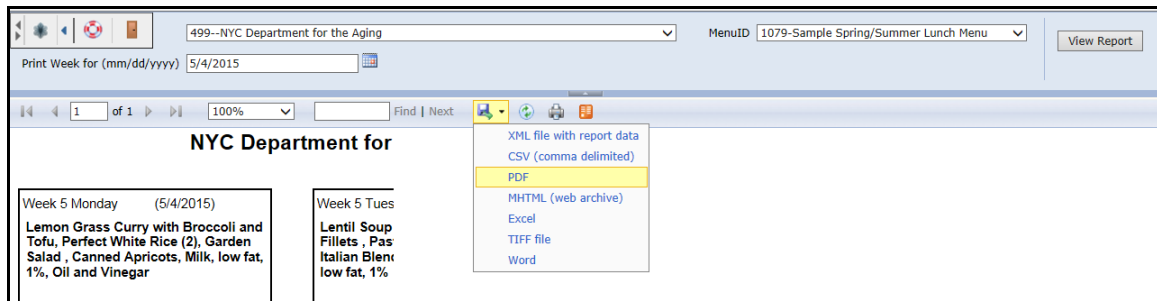 499--NYC Department for the Aging
MenuID 1079-Sample Spring/Summer Lunch Menu
View Report
Print Week for (mm/dd/yyyy) 5/4/2015
1 of 1 100% Find | Next
XML file with report data
CSV (comma delimited)
PDF
MHTML (web archive)
Excel
TIFF file
Word
NYC Department for
Week 5 Monday (5/4/2015)
Lemon Grass Curry with Broccoli and
Tofu, Perfect White Rice (2), Garden
Salad , Canned Apricots, Milk, low fat,
1%, Oil and Vinegar
Week 5 Tues
Lentil Soup
Fillets , Pas
Italian Blend
low fat, 1%